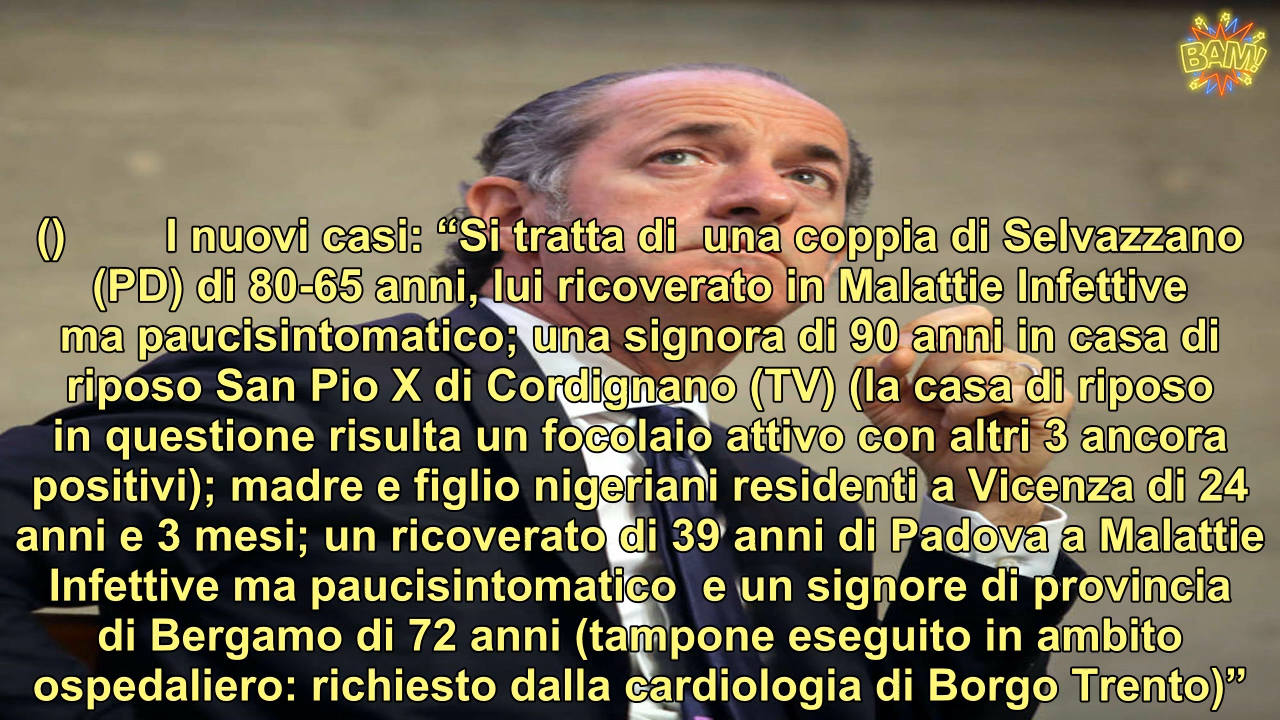 BAM!
() I nuovi casi: “Si tratta di una coppia di Selvazzano
(PD) di 80-65 anni, lui ricoverato in Malattie Infettive
ma paucisintomatico; una signora di 90 anni in casa di
riposo San Pio X di Cordignano (TV) (la casa di riposo
in questione risulta un focolaio attivo con altri 3 ancora
positivi); madre e figlio nigeriani residenti a Vicenza di 24
anni e 3 mesi; un ricoverato di 39 anni di Padova a Malattie
Infettive ma paucisintomatico e un signore di provincia
di Bergamo di 72 anni (tampone eseguito in ambito
ospedaliero: richiesto dalla cardiologia di Borgo Trento)”